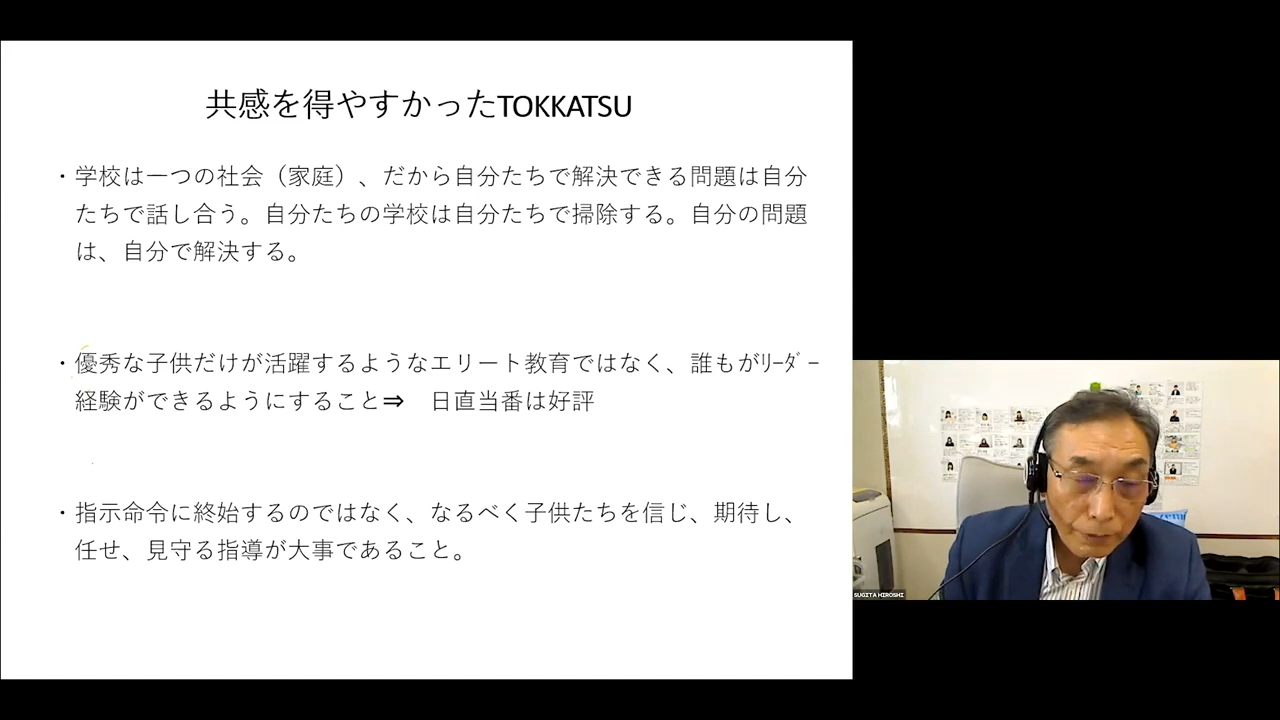 共感を得やすかったTOKKATSU
・学校は一つの社会（家庭）、だから自分たちで解決できる問題は自分
たちで話し合う。自分たちの学校は自分たちで掃除する。自分の問題
は、自分で解決する。
・優秀な子供だけが活躍するようなエリート教育ではなく、誰もがﾘｰﾀﾞｰ
経験ができるようにすること⇒　日直当番は好評
・指示命令に終始するのではなく、なるべく子供たちを信じ、期待し、
任せ、見守る指導が大事であること。
SUGITA HIROSHI